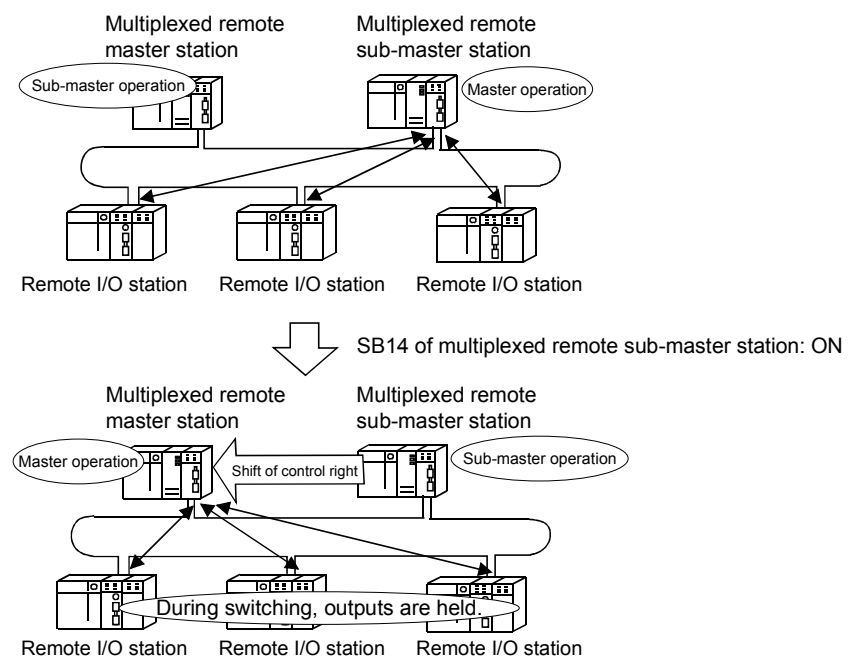 Multiplexed remote
master station
Multiplexed remote
sub-master station
Sub-master operation
Master operation
Remote I/O station
Remote I/O station
Remote I/O station
SB14 of multiplexed remote sub-master station: ON
Multiplexed remote
master station
Multiplexed remote
sub-master station
Master operation
Shift of control right
Sub-master operation
During switching, outputs are held.
Remote I/O station
Remote I/O station
Remote I/O station